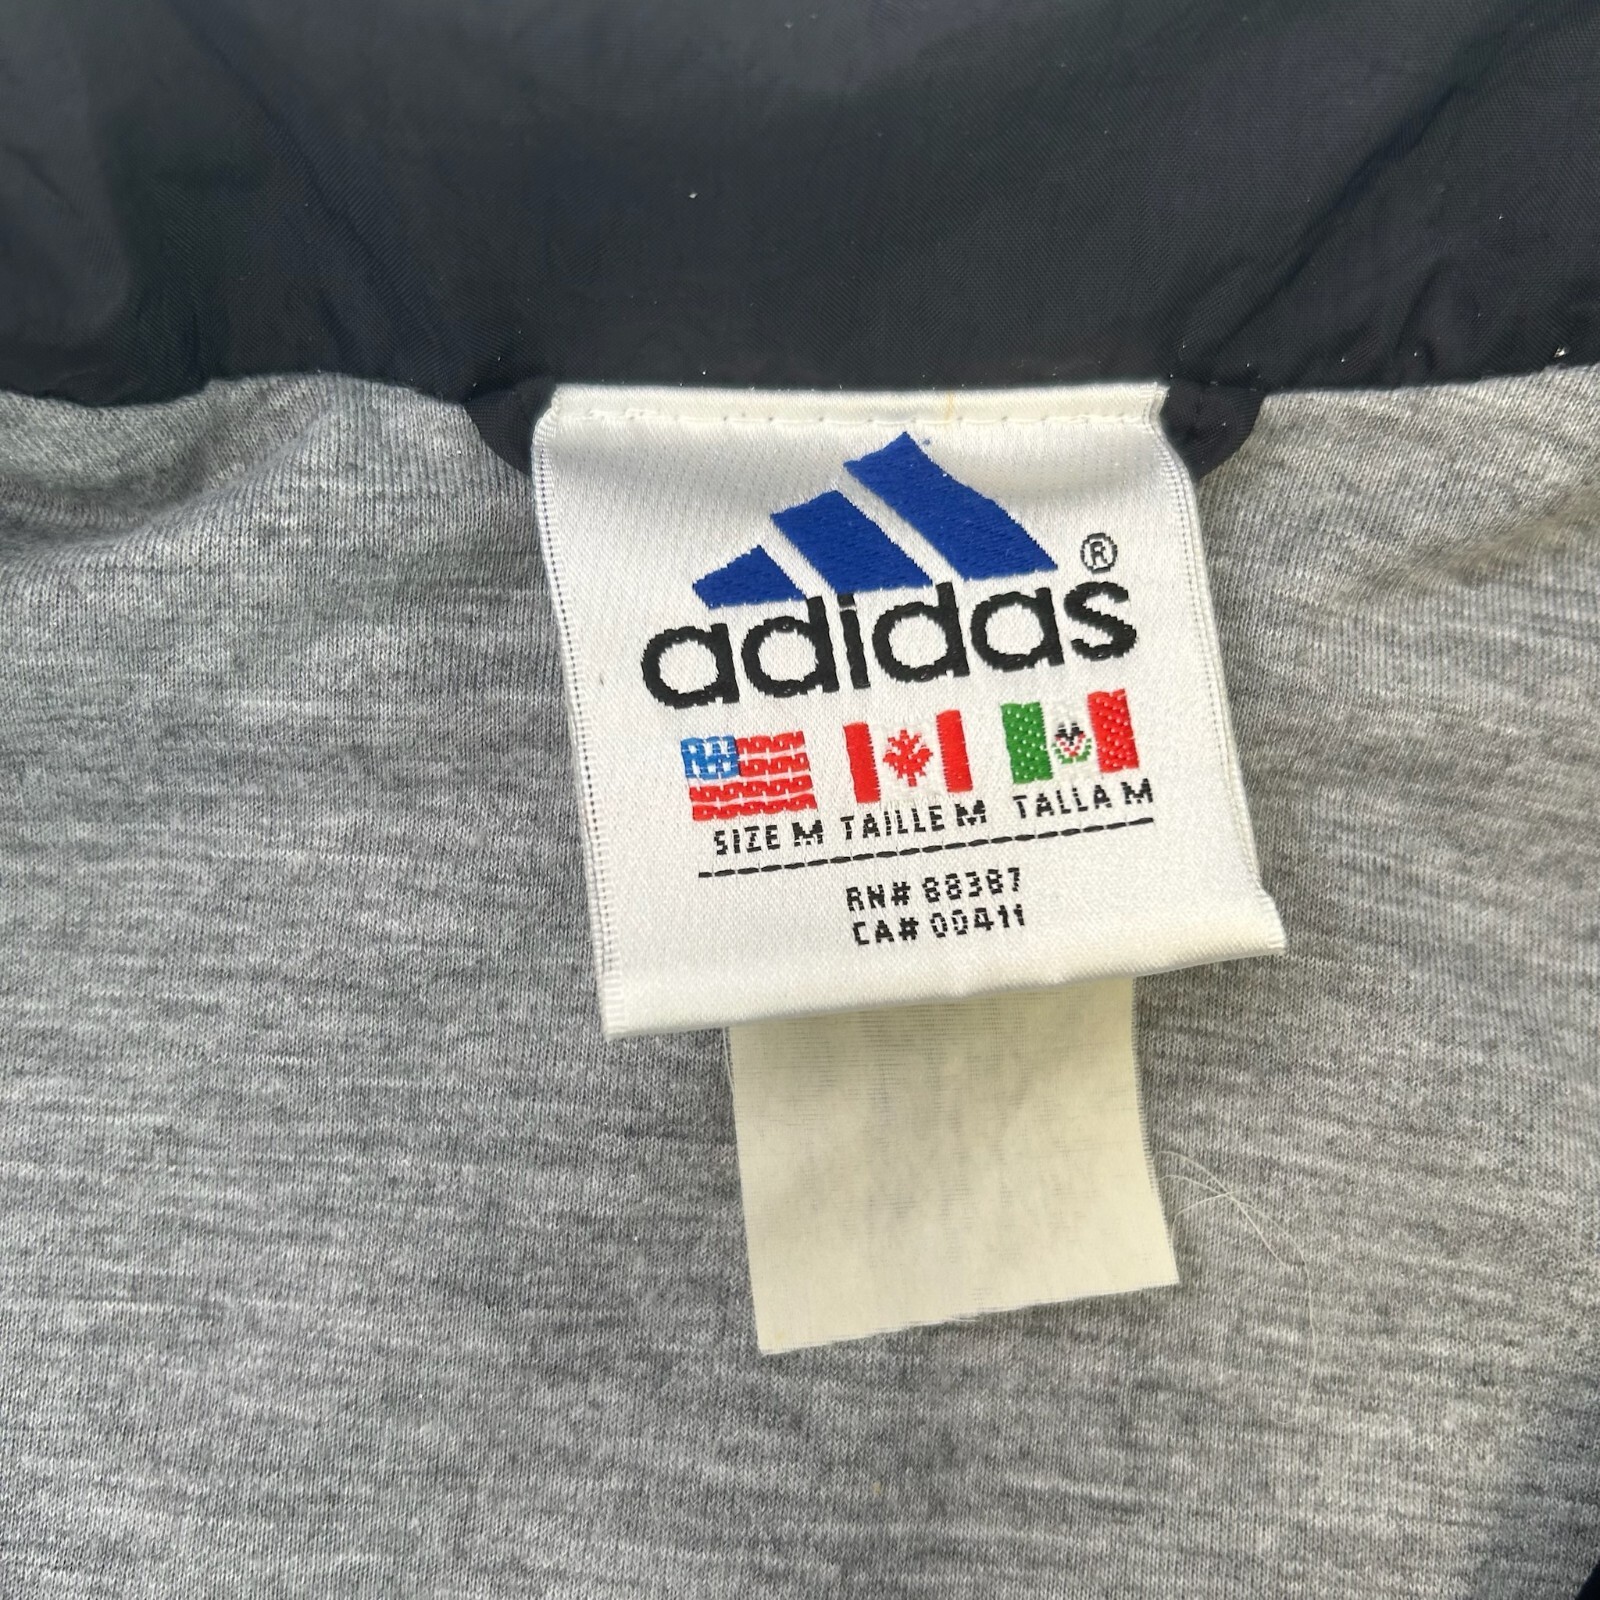 adidas®
SIZE M TAILLE M TALLA M
RN# 88387
CA# 00411